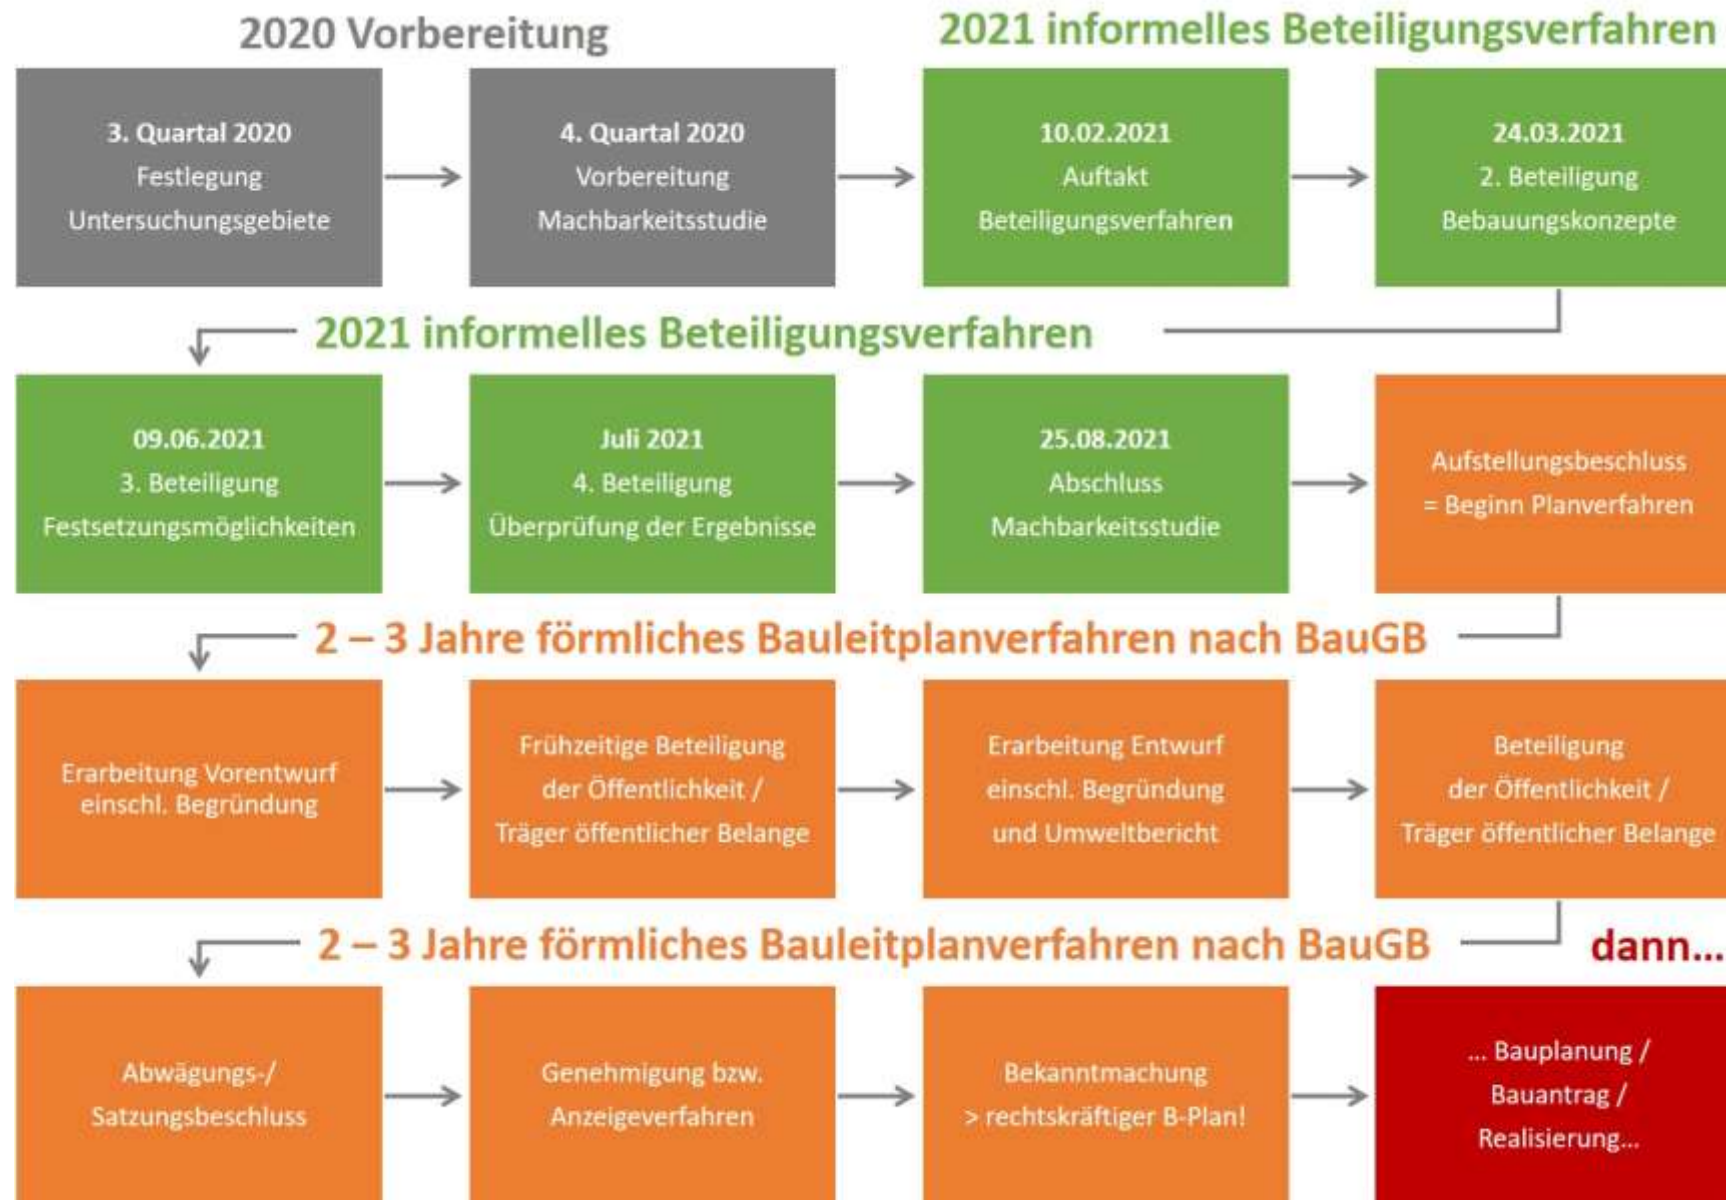 2020 Vorbereitung
2021 informelles Beteiligungsverfahren
3. Quartal 2020
Festlegung
Untersuchungsgebiete
4. Quartal 2020
Vorbereitung
Machbarkeitsstudie
10.02.2021
Auftakt
Beteiligungsverfahren
24.03.2021
2. Beteiligung
Bebauungskonzepte
2021 informelles Beteiligungsverfahren
09.06.2021
3. Beteiligung
Festsetzungsmöglichkeiten
Juli 2021
4. Beteiligung
Überprüfung der Ergebnisse
25.08.2021
Abschluss
Machbarkeitsstudie
Aufstellungsbeschluss
= Beginn Planverfahren
2 – 3 Jahre förmliches Bauleitplanverfahren nach BauGB
Erarbeitung Vorentwurf
einschl. Begründung
Frühzeitige Beteiligung
der Öffentlichkeit /
Träger öffentlicher Belange
Erarbeitung Entwurf
einschl. Begründung
und Umweltbericht
Beteiligung
der Öffentlichkeit /
Träger öffentlicher Belange
2 – 3 Jahre förmliches Bauleitplanverfahren nach BauGB
dann...
Abwägungs-/
Satzungsbeschluss
Genehmigung bzw.
Anzeigeverfahren
Bekanntmachung
> rechtskräftiger B-Plan!
... Bauplanung /
Bauantrag /
Realisierung...